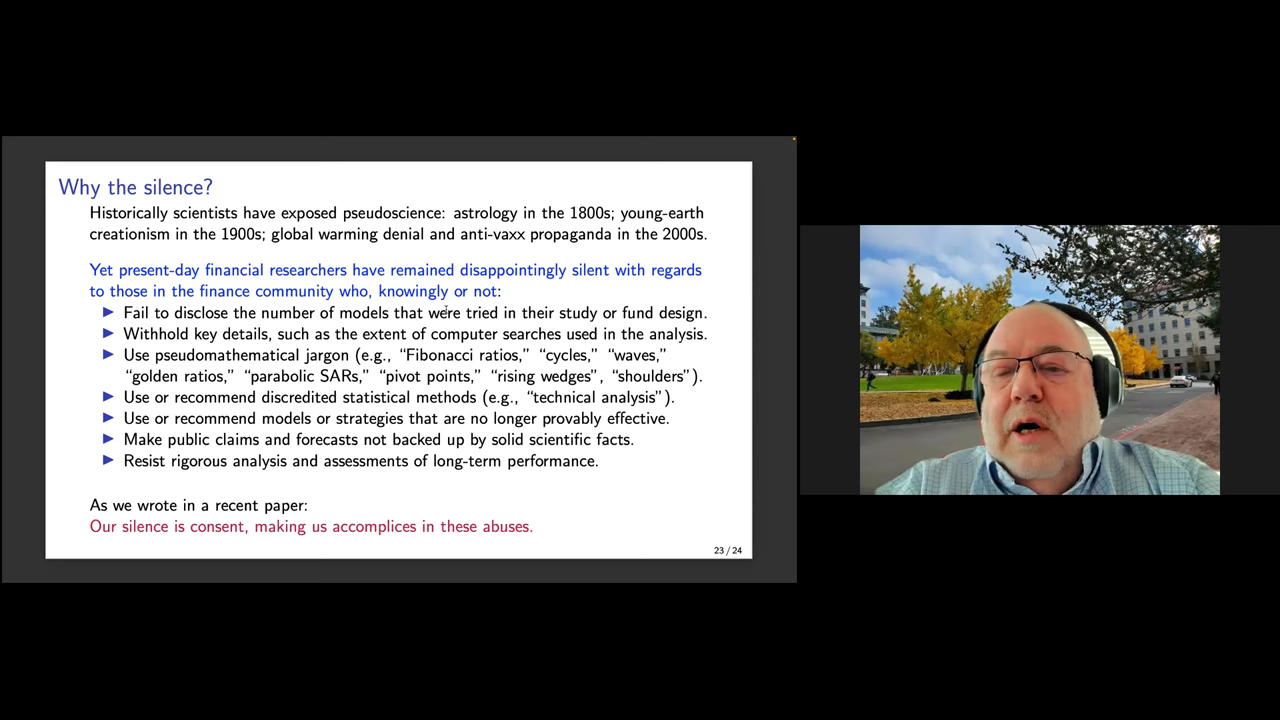 Why the silence?
Historically scientists have exposed pseudoscience: astrology in the 1800s; young-earth
creationism in the 1900s; global warming denial and anti-vaxx propaganda in the 2000s.
Yet present-day financial researchers have remained disappointingly silent with regards
to those in the finance community who, knowingly or not:
▶ Fail to disclose the number of models that were tried in their study or fund design.
▶ Withhold key details, such as the extent of computer searches used in the analysis.
▶ Use pseudomathematical jargon (e.g., “Fibonacci ratios,” “cycles,” “waves,”
“golden ratios,” “parabolic SARs,” “pivot points,” “rising wedges”, “shoulders”).
▶ Use or recommend discredited statistical methods (e.g., “technical analysis”).
▶ Use or recommend models or strategies that are no longer provably effective.
▶ Make public claims and forecasts not backed up by solid scientific facts.
▶ Resist rigorous analysis and assessments of long-term performance.
As we wrote in a recent paper:
Our silence is consent, making us accomplices in these abuses.
23 / 24